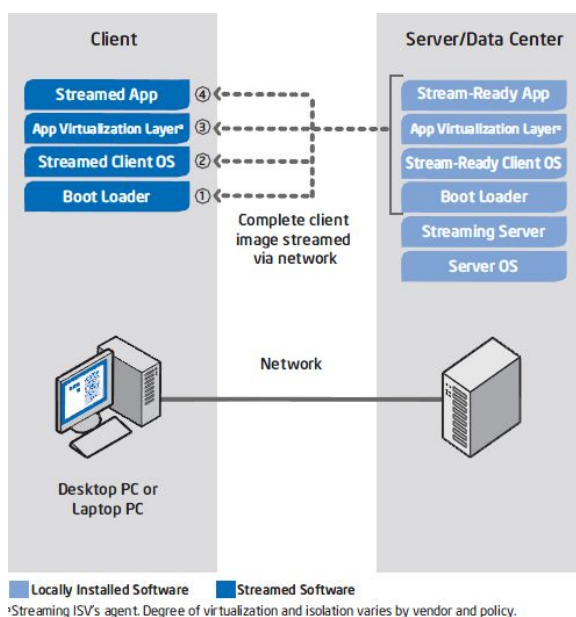 Client
Server/Data Center
Streamed App
④
App Virtualization Layerª
③
Streamed Client OS
②
Boot Loader
①
Stream-Ready App
App Virtualization Layerª
Stream-Ready Client OS
Boot Loader
Streaming Server
Server OS
Complete client
image streamed
via network
Network
Desktop PC or
Laptop PC
Locally Installed Software
Streamed Software
ªStreaming ISV's agent. Degree of virtualization and isolation varies by vendor and policy.